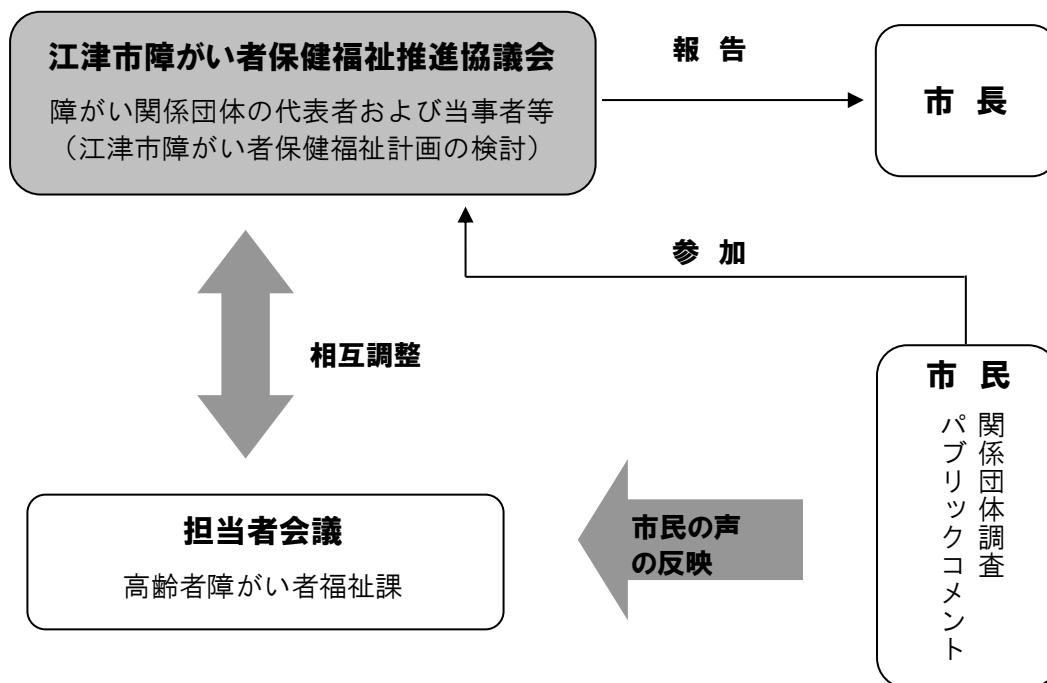 江津市障がい者保健福祉推進協議会
障がい関係団体の代表者および当事者等
（江津市障がい者保健福祉計画の検討）
報 告
市 長
参 加
相互調整
市 民
関係団体調査
パブリックコメント
市民の声
の反映
担当者会議
高齢者障がい者福祉課